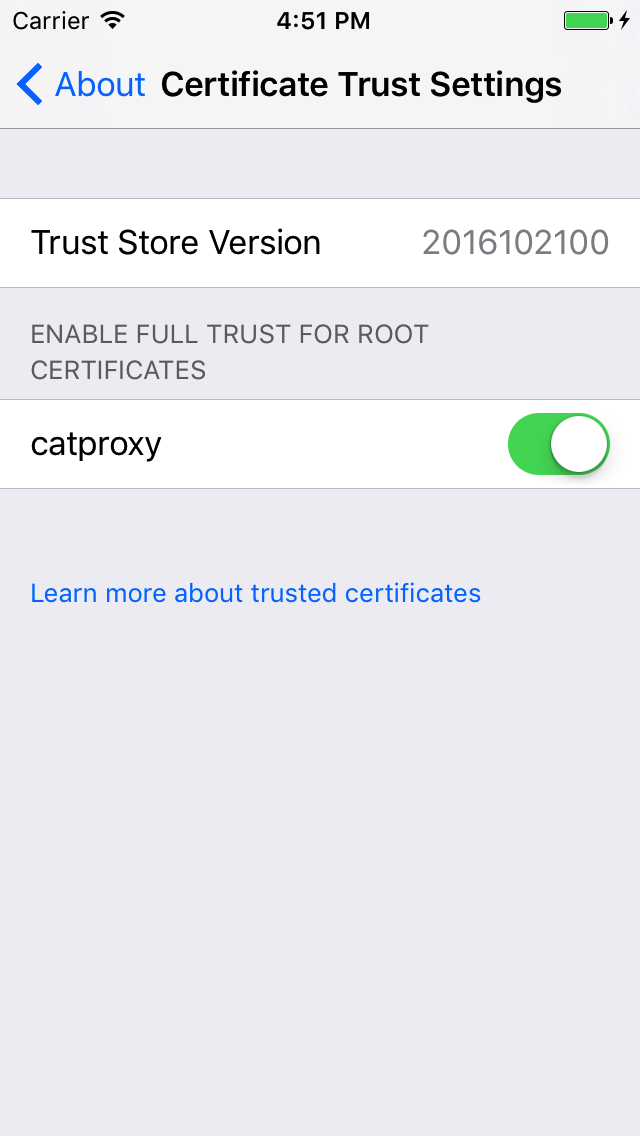 Carrier 4:51 PM
About Certificate Trust Settings
Trust Store Version 2016102100
ENABLE FULL TRUST FOR ROOT
CERTIFICATES
catproxy
Learn more about trusted certificates